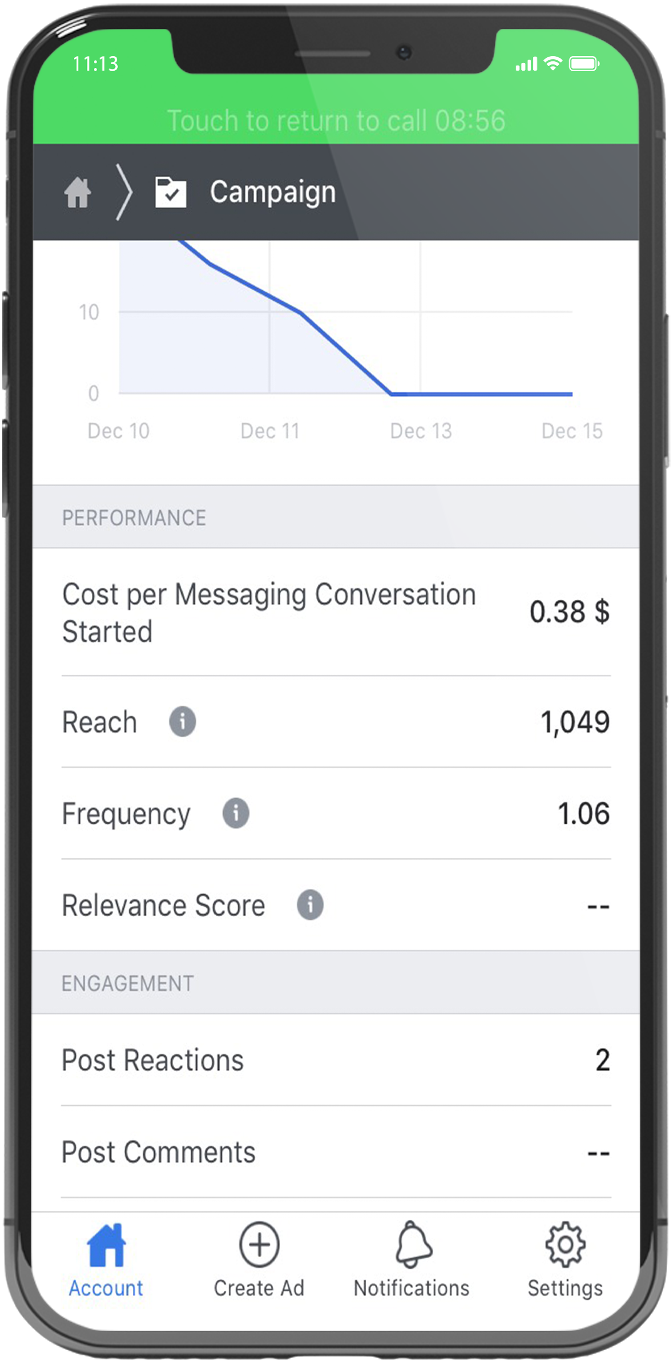 11:13
Touch to return to call 08:56
Campaign
10
0
Dec 10 Dec 11 Dec 13 Dec 15
PERFORMANCE
Cost per Messaging Conversation
Started
0.38 $
Reach 1,049
Frequency 1.06
Relevance Score --
ENGAGEMENT
Post Reactions 2
Post Comments --
Account Create Ad Notifications Settings